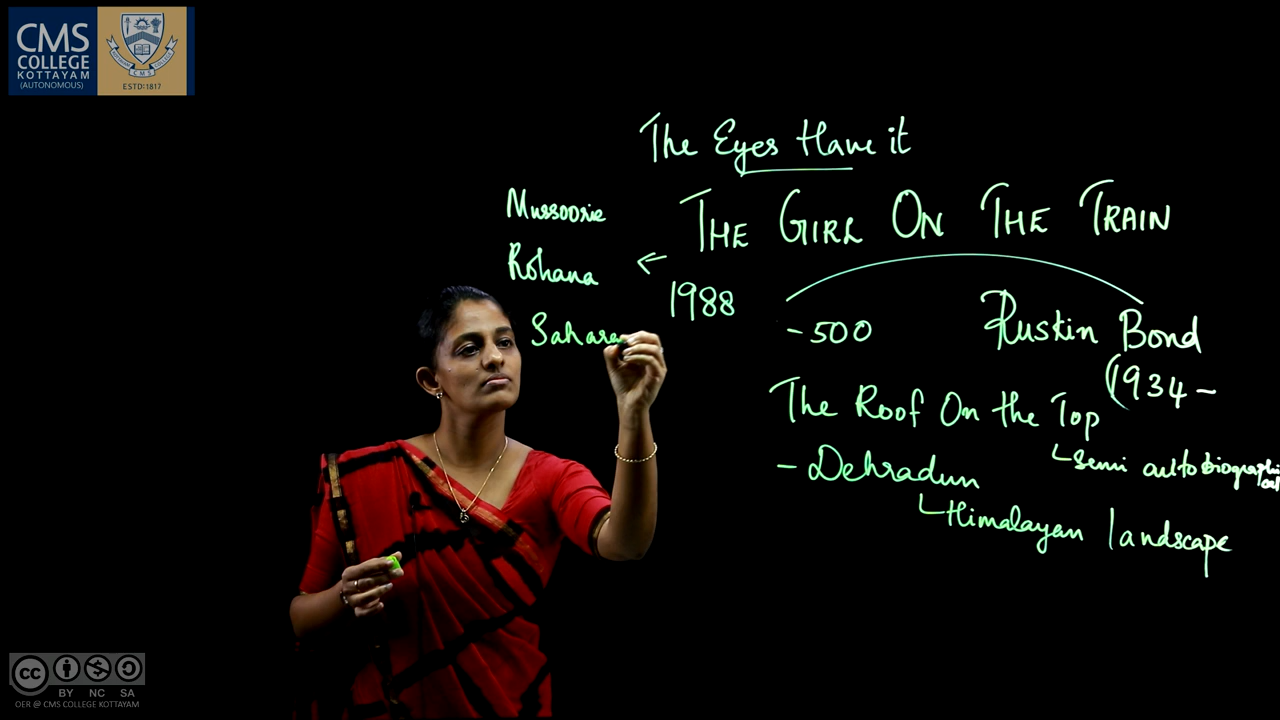 CMS
COLLEGE
KOTTAYAM
(AUTONOMOUS)
CMS
ESTD:1817
The Eyes Have it
THE GIRL ON THE TRAIN
Mussoorie
Rohana
Sahara
1988
-500
Ruskin Bond
(1934 -
The Roof On the Top
Semi autobiographical
- Dehradun
Himalayan landscape
cc
BY NC SA
OER @ CMS COLLEGE KOTTAYAM